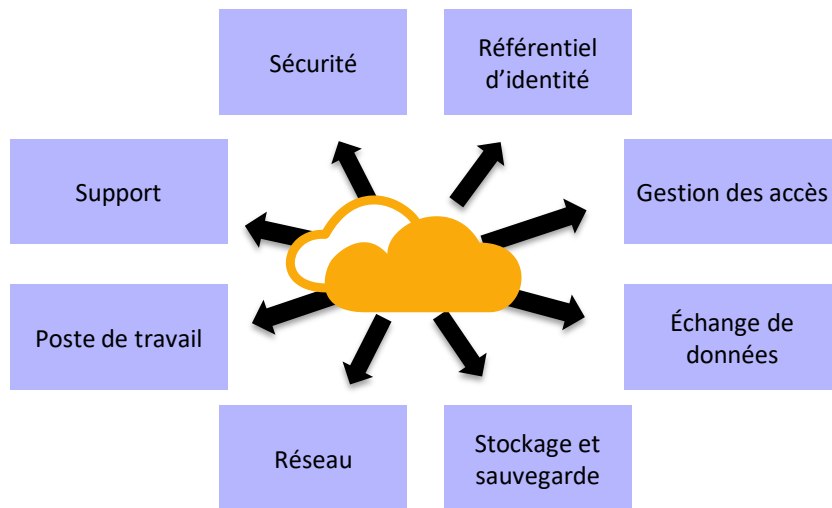 Sécurité
Référentiel
d’identité
Support
Gestion des accès
Poste de travail
Échange de
données
Réseau
Stockage et
sauvegarde